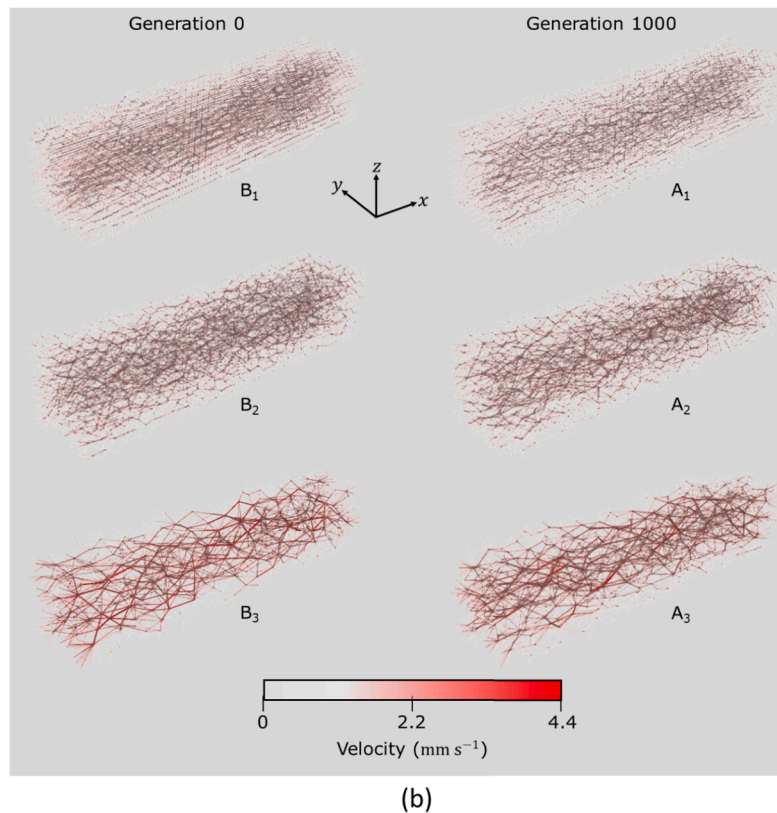 Generation 0 Generation 1000
z
y
x
B₁ A₁
B₂ A₂
B₃ A₃
0 2.2 4.4
Velocity (mm s⁻¹)
(b)